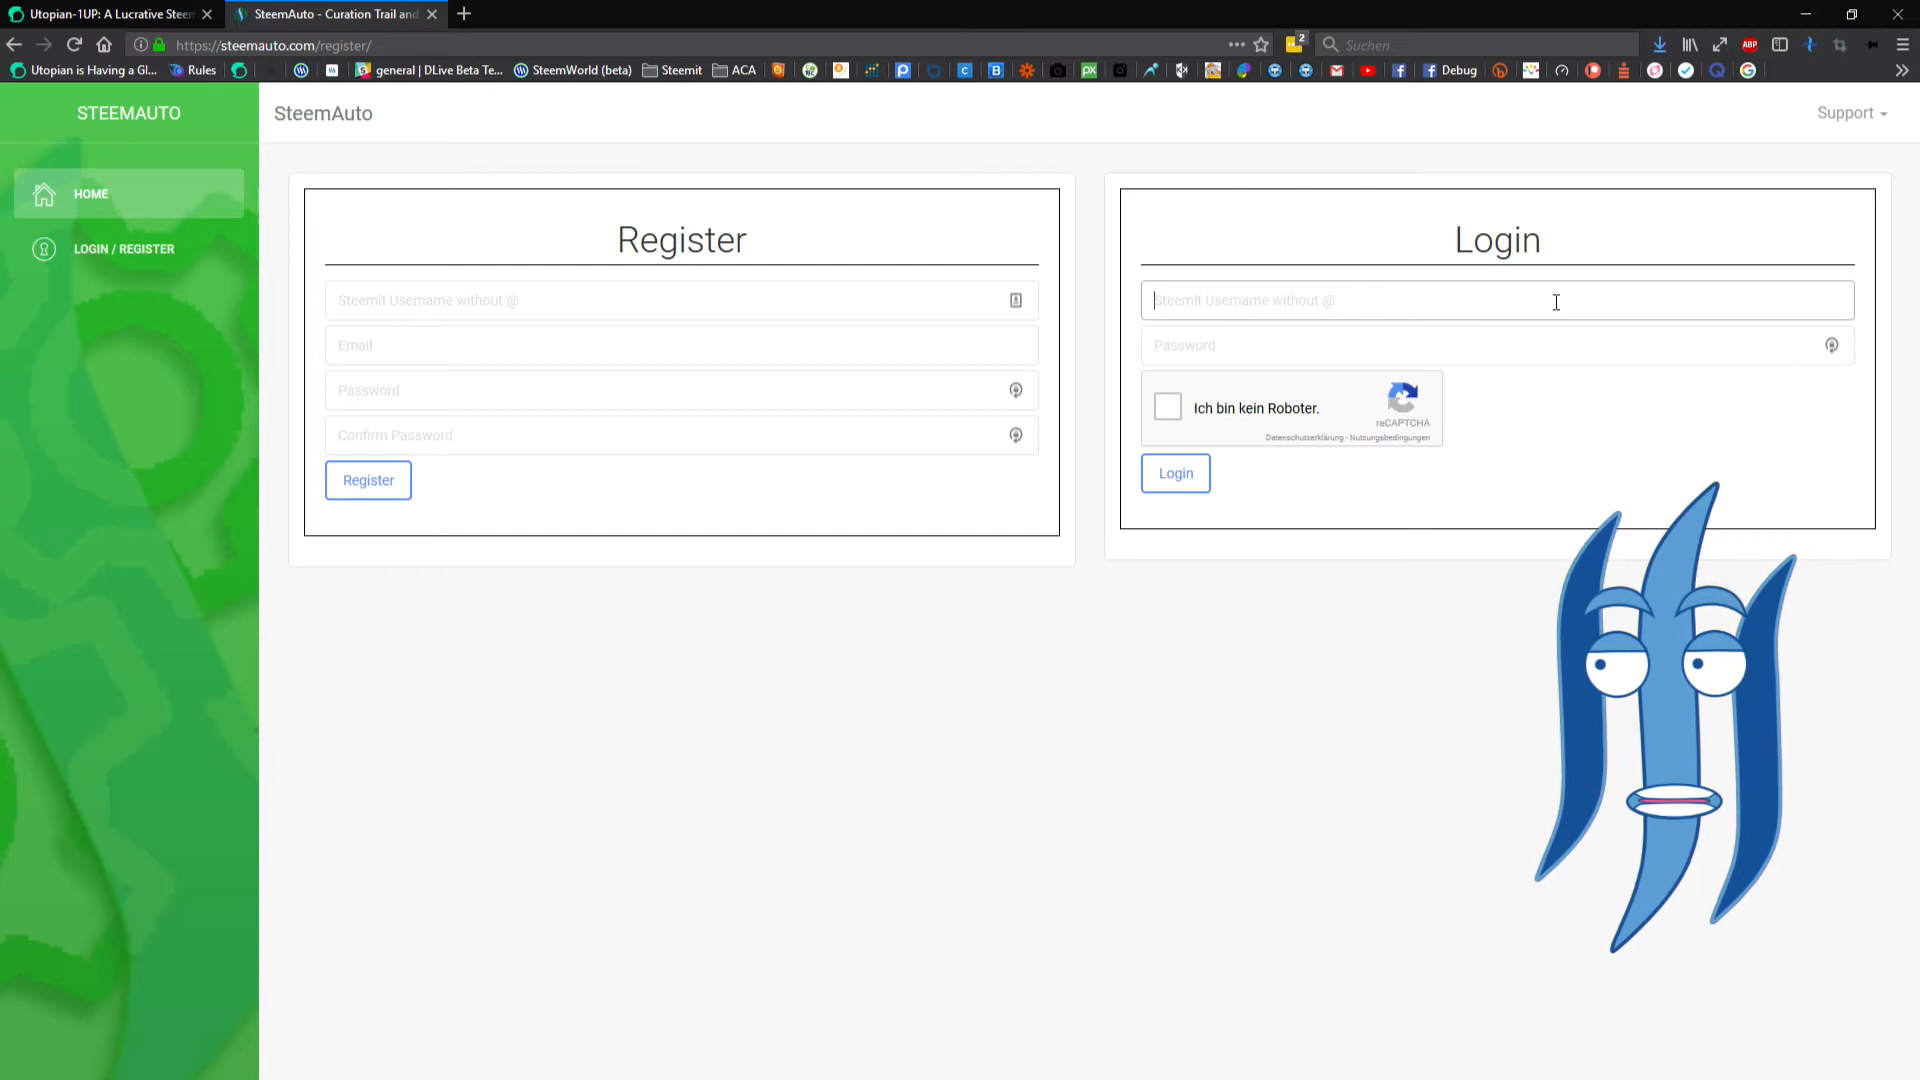 Utopian-1UP: A Lucrative Steem
SteemAuto - Curation Trail and
https://steemauto.com/register/
2
Suchen
ABP
Utopian is Having a Gl...
Rules
general | DLive Beta Te...
SteemWorld (beta)
Steemit
ACA
Debug
STEEMAUTO
SteemAuto
Support
HOME
LOGIN / REGISTER
Register
Steemit Username without @
Email
Password
Confirm Password
Register
Login
Steemit Username without @
Password
Ich bin kein Roboter.
reCAPTCHA
Datenschutzerklärung - Nutzungsbedingungen
Login